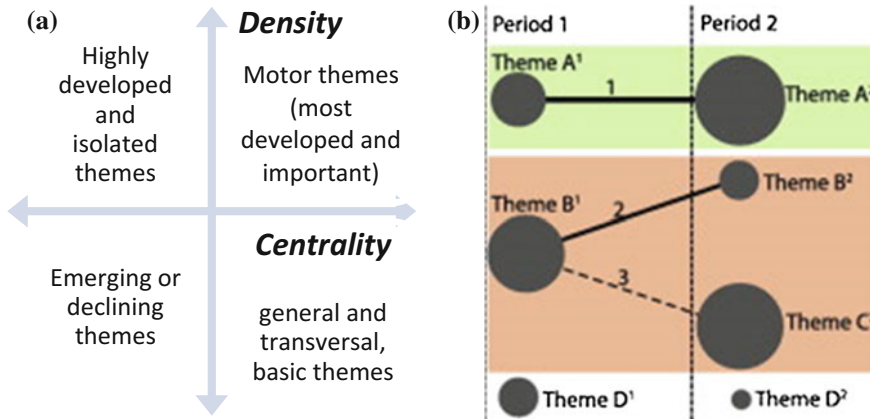 (a)
Density
Highly
developed
and
isolated
themes
Motor themes
(most
developed and
important)
Centrality
Emerging or
declining
themes
general and
transversal,
basic themes
(b)
Period 1
Period 2
Theme A¹
1
Theme A²
Theme B¹
2
Theme B²
3
Theme C
Theme D¹
Theme D²